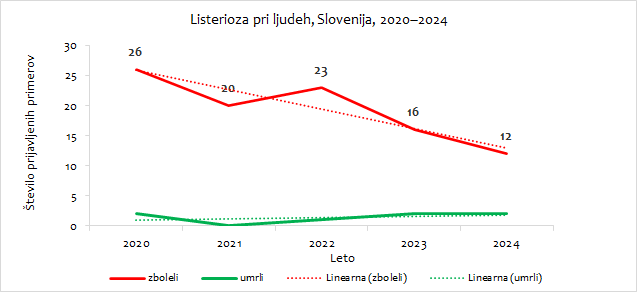 Listerioza pri ljudeh, Slovenija, 2020–2024
Število prijavljenih primerov
30
25
20
15
10
5
0
26
20
23
16
12
2020 2021 2022 2023 2024
Leto
zboleli umrli Linearna (zboleli) Linearna (umrli)